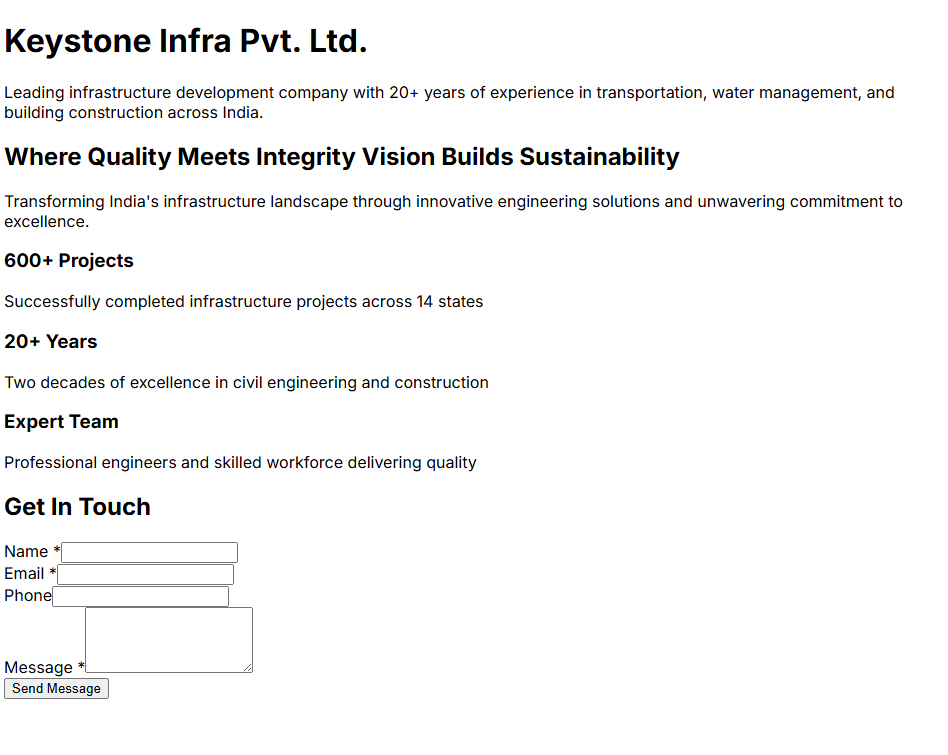 Keystone Infra Pvt. Ltd.
Leading infrastructure development company with 20+ years of experience in transportation, water management, and
building construction across India.
Where Quality Meets Integrity Vision Builds Sustainability
Transforming India's infrastructure landscape through innovative engineering solutions and unwavering commitment to
excellence.
600+ Projects
Successfully completed infrastructure projects across 14 states
20+ Years
Two decades of excellence in civil engineering and construction
Expert Team
Professional engineers and skilled workforce delivering quality
Get In Touch
Name *
Email *
Phone
Message *
Send Message